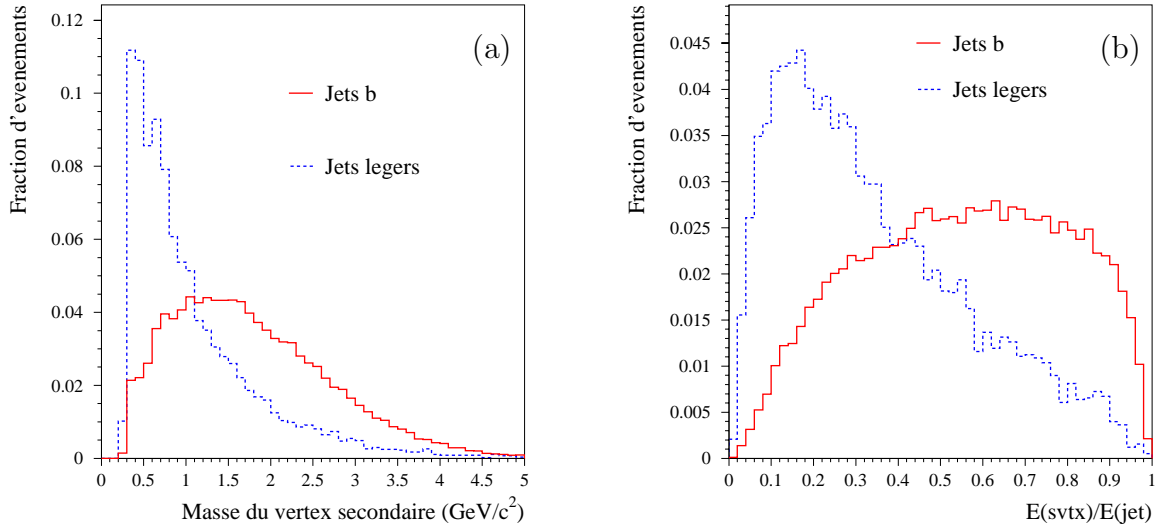 Fraction d'evenements
0.12
0.1
0.08
0.06
0.04
0.02
0
(a)
Jets b
Jets legers
0 0.5 1 1.5 2 2.5 3 3.5 4 4.5 5
Masse du vertex secondaire (GeV/c²)
Fraction d'evenements
0.045
0.04
0.035
0.03
0.025
0.02
0.015
0.01
0.005
0
(b)
Jets b
Jets legers
0 0.1 0.2 0.3 0.4 0.5 0.6 0.7 0.8 0.9 1
E(svtx)/E(jet)